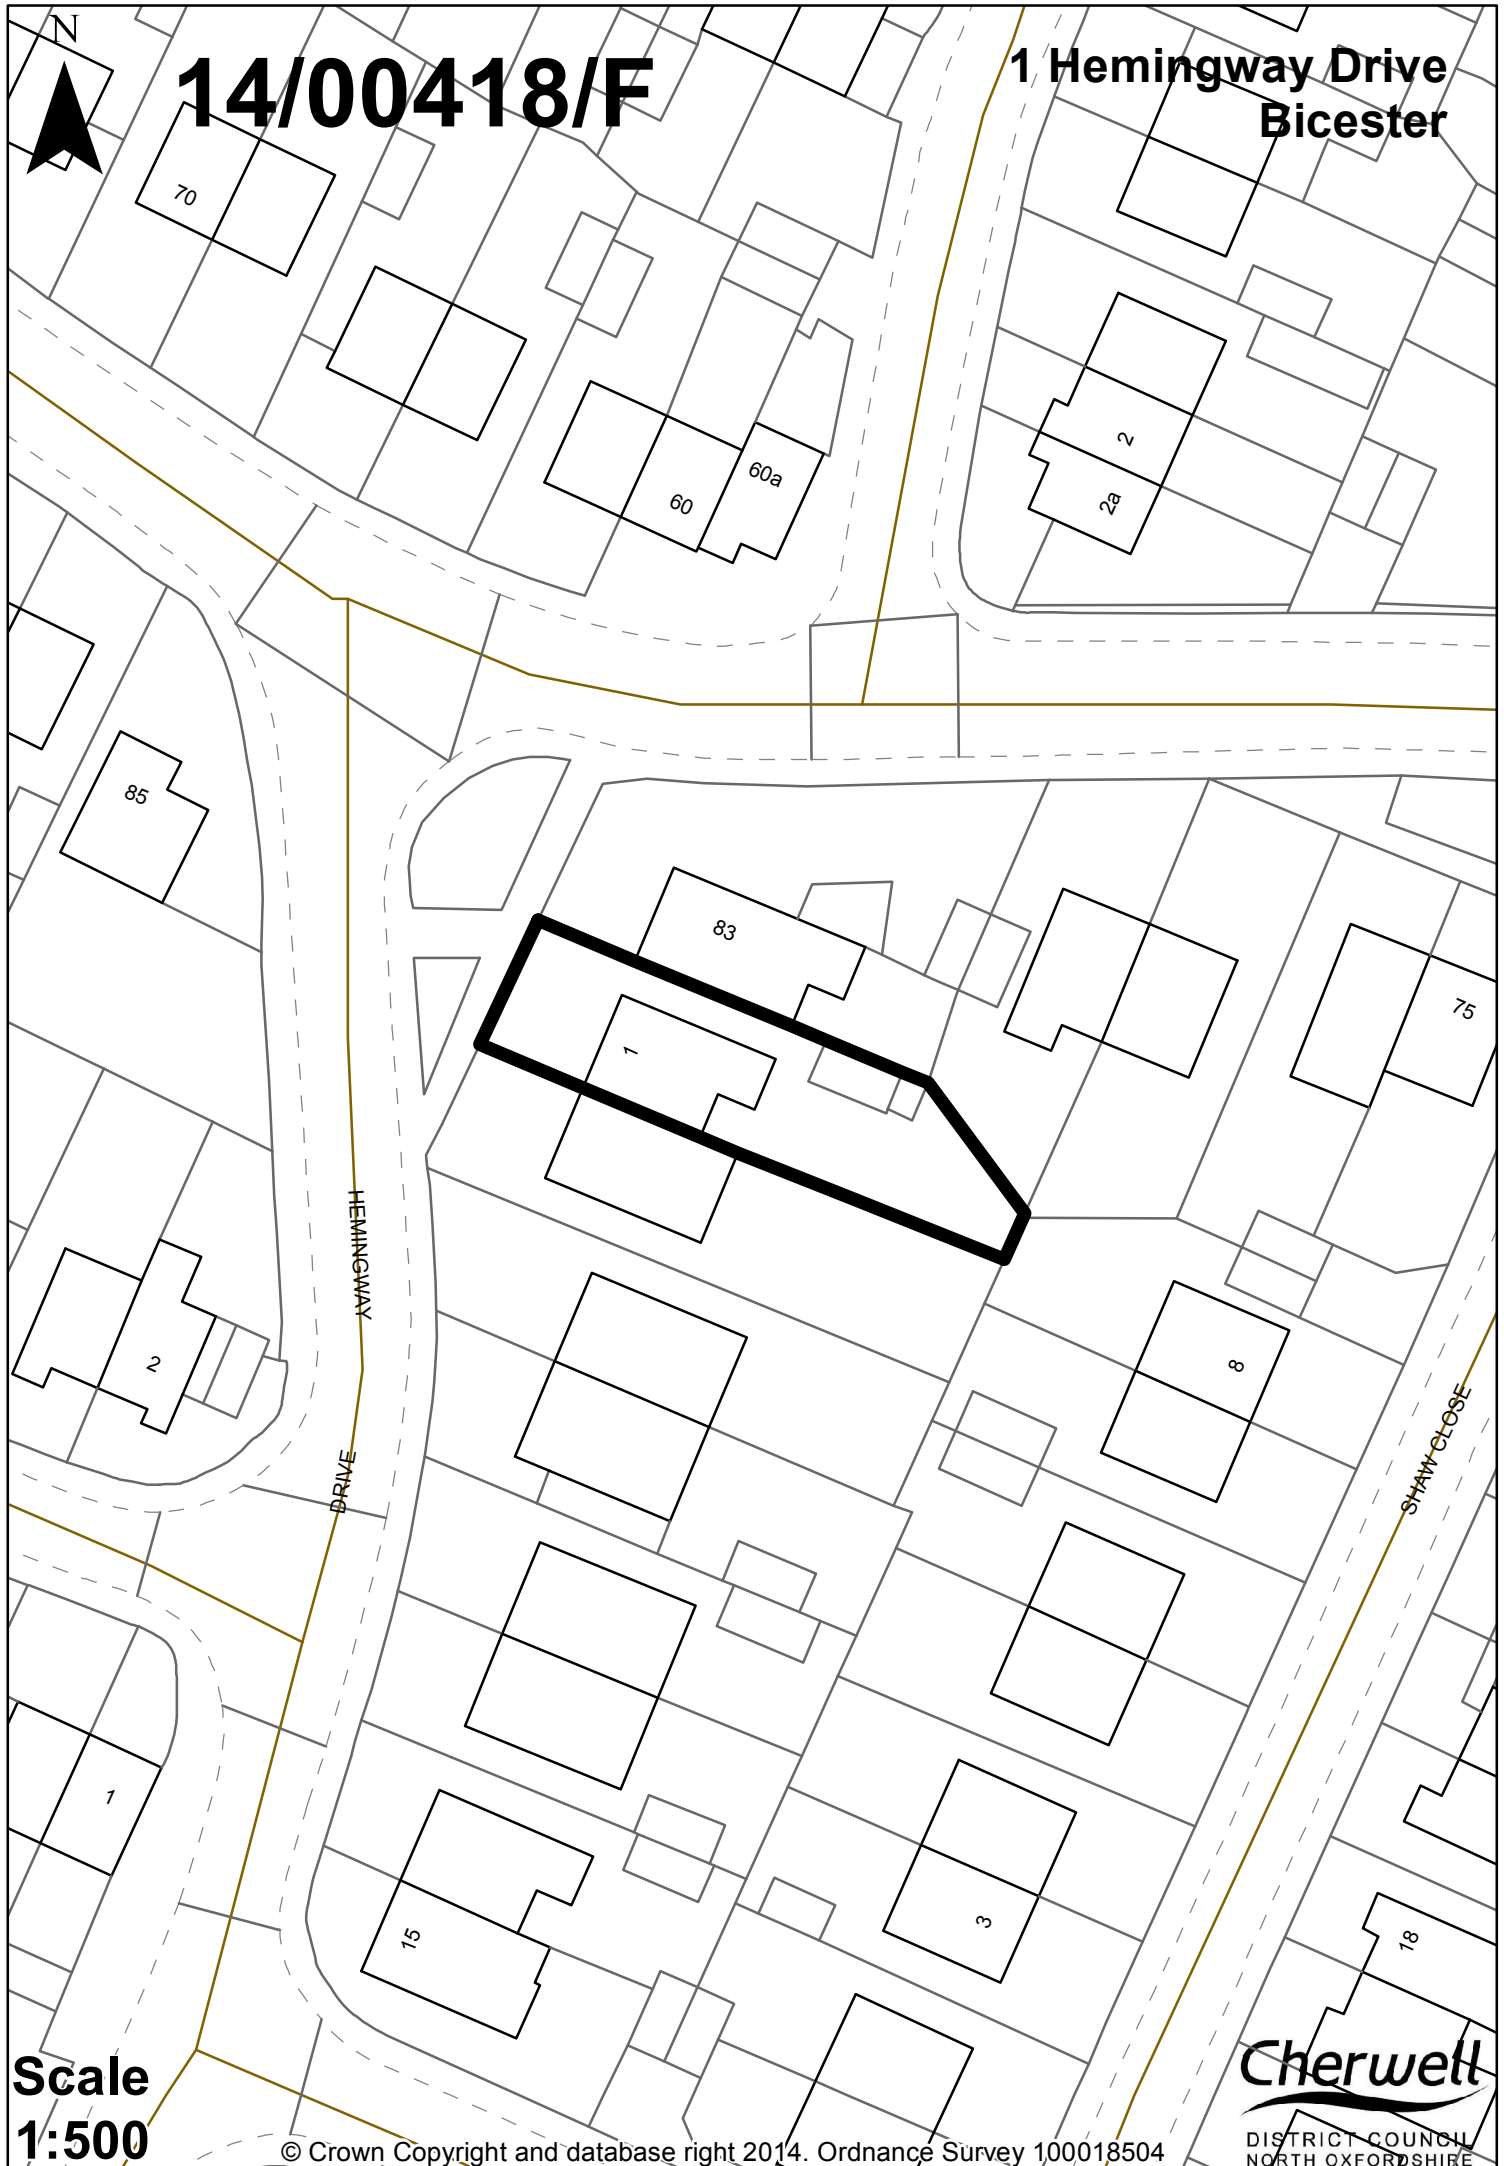 N
14/00418/F
1 Hemingway Drive
Bicester
70
60
60a
2
2a
85
83
1
75
HEMINGWAY
DRIVE
2
8
SHAW CLOSE
1
15
3
18
Scale
1:500
Cherwell
DISTRICT COUNCIL
NORTH OXFORDSHIRE
© Crown Copyright and database right 2014. Ordnance Survey 100018504